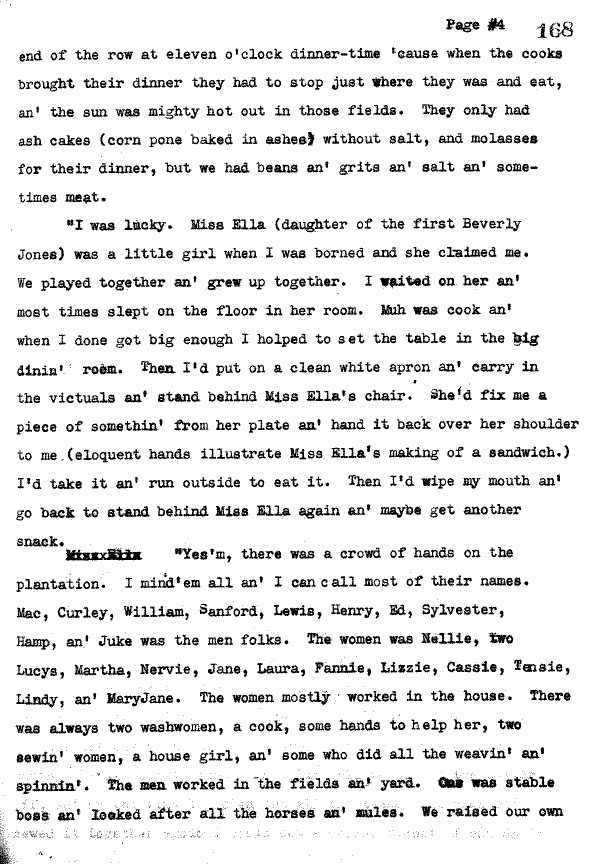 Page #4 168
end of the row at eleven o'clock dinner-time 'cause when the cooks
brought their dinner they had to stop just where they was and eat,
an' the sun was mighty hot out in those fields. They only had
ash cakes (corn pone baked in ashes) without salt, and molasses
for their dinner, but we had beans an' grits an' salt an' some-
times meat.
"I was lucky. Miss Ella (daughter of the first Beverly
Jones) was a little girl when I was borned and she claimed me.
We played together an' grew up together. I waited on her an'
most times slept on the floor in her room. Muh was cook an'
when I done got big enough I holped to set the table in the big
dinin' room. Then I'd put on a clean white apron an' carry in
the victuals an' stand behind Miss Ella's chair. She'd fix me a
piece of somethin' from her plate an' hand it back over her shoulder
to me (eloquent hands illustrate Miss Ella's making of a sandwich.)
I'd take it an' run outside to eat it. Then I'd wipe my mouth an'
go back to stand behind Miss Ella again an' maybe get another
snack.
"Yes'm, there was a crowd of hands on the
plantation. I mind 'em all an' I can call most of their names.
Mac, Curley, William, Sanford, Lewis, Henry, Ed, Sylvester,
Hamp, an' Juke was the men folks. The women was Nellie, two
Lucys, Martha, Nervie, Jane, Laura, Fannie, Lizzie, Cassie, Tensie,
Lindy, an' MaryJane. The women mostly worked in the house. There
was always two washwomen, a cook, some hands to help her, two
sewin' women, a house girl, an' some who did all the weavin' an'
spinnin'. The men worked in the fields an' yard. One was stable
boss an' looked after all the horses an' mules. We raised our own